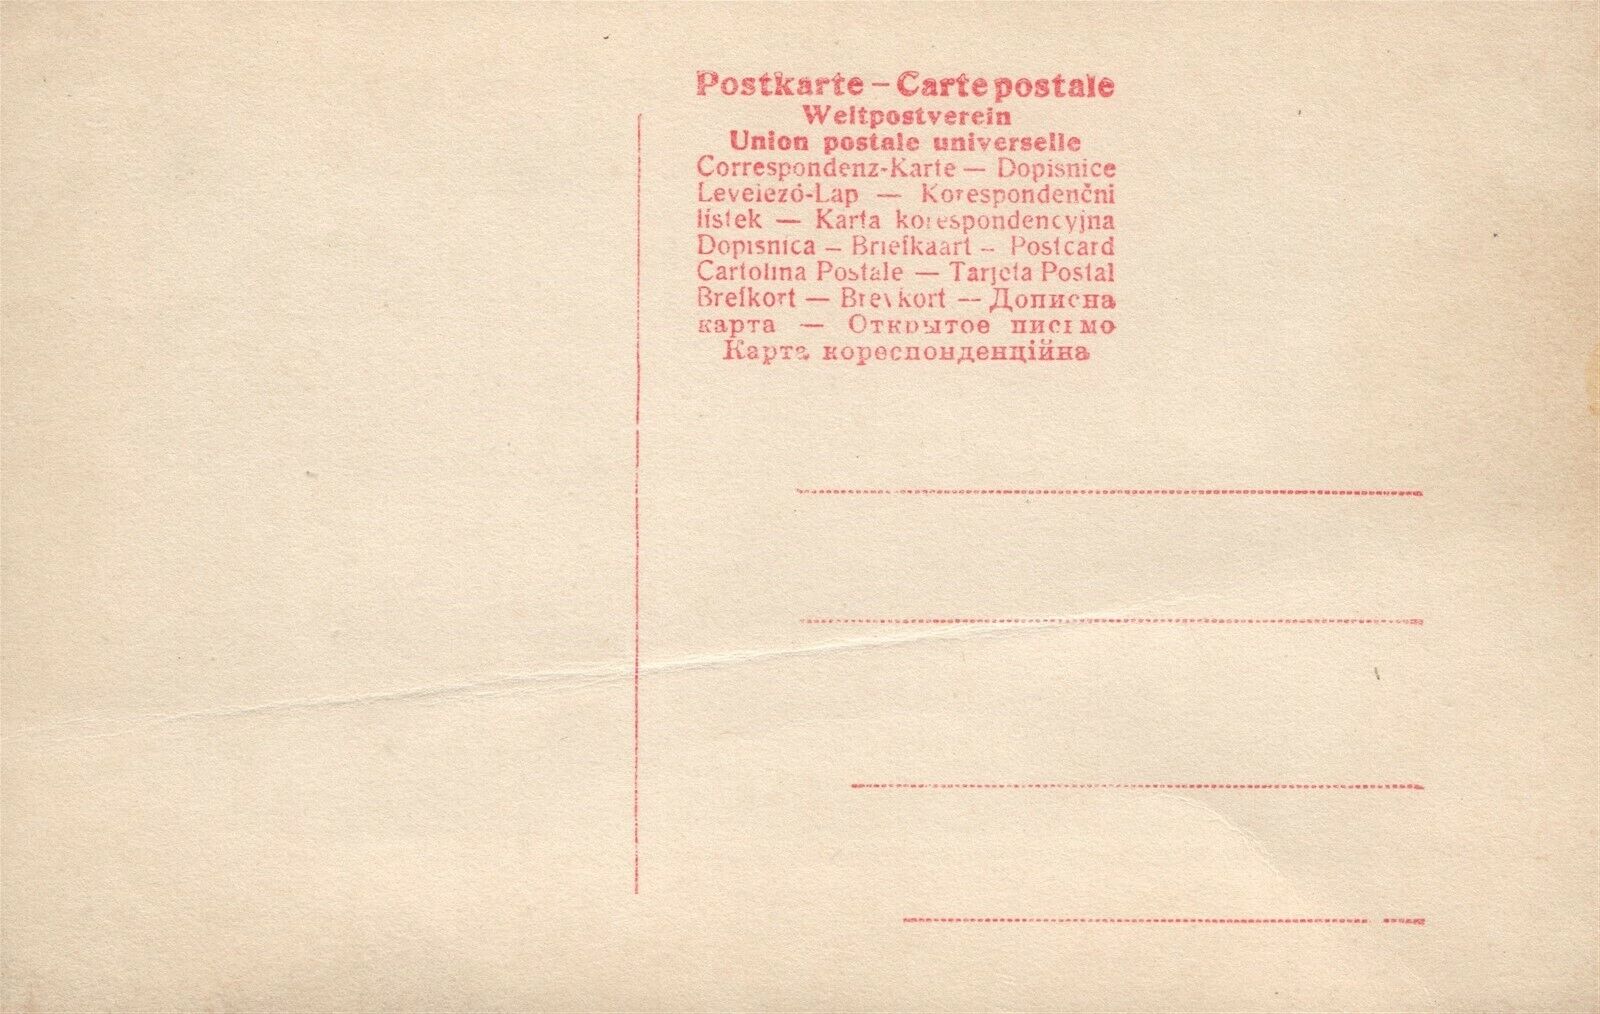 Postkarte – Carte postale
Weltpostverein
Union postale universelle
Correspondenz-Karte — Dopisnice
Levelező-Lap — Korespondenční
lístek — Karta korespondencyjna
Dopisnica – Briefkaart – Postcard
Cartolina Postale — Tarjeta Postal
Brefkort — Brevkort — Дописна
карта — Открытое письмо
Карта кореспонденційна